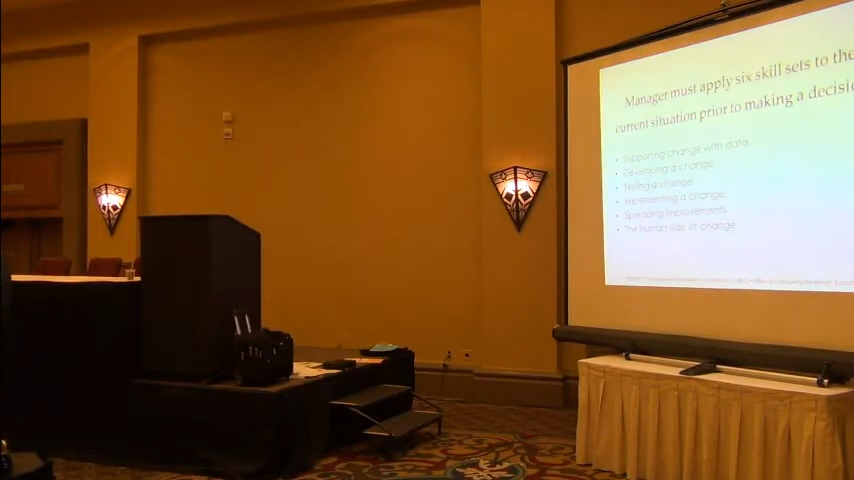 Manager must apply six skill sets to the
current situation prior to making a decision
• Supporting change with data
• Developing a change
• Testing a change
• Implementing a change
• Spreading improvements
• The human side of change